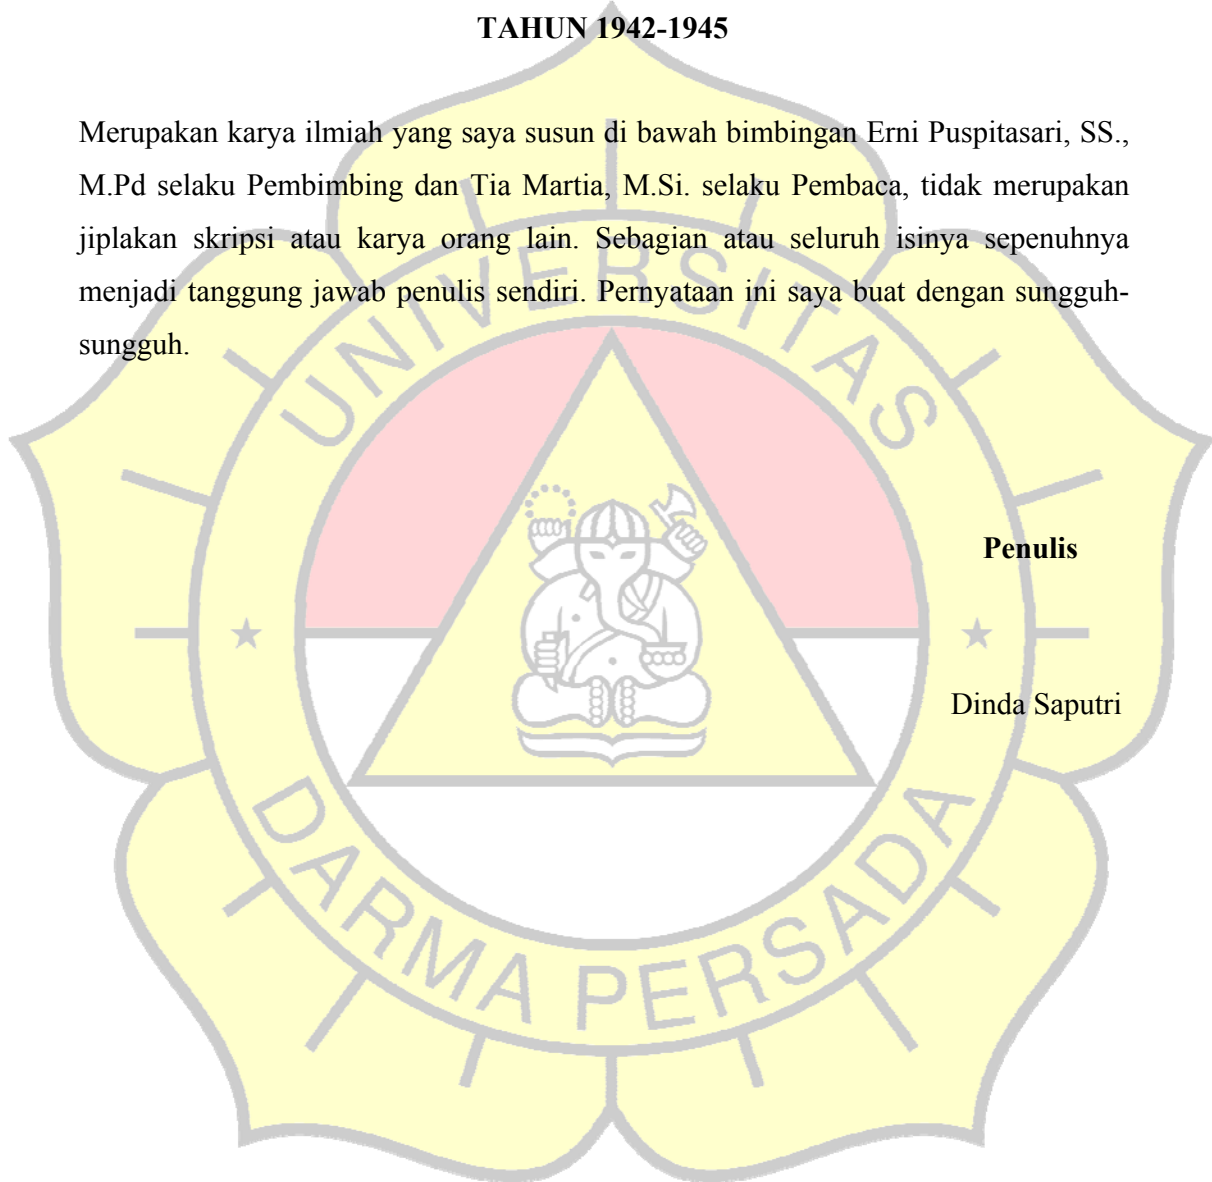 TAHUN 1942-1945
Merupakan karya ilmiah yang saya susun di bawah bimbingan Erni Puspitasari, SS.,
M.Pd selaku Pembimbing dan Tia Martia, M.Si. selaku Pembaca, tidak merupakan
jiplakan skripsi atau karya orang lain. Sebagian atau seluruh isinya sepenuhnya
menjadi tanggung jawab penulis sendiri. Pernyataan ini saya buat dengan sungguh-
sungguh.
UNIVERSITAS
Penulis
Dinda Saputri
DARMA PERSADA